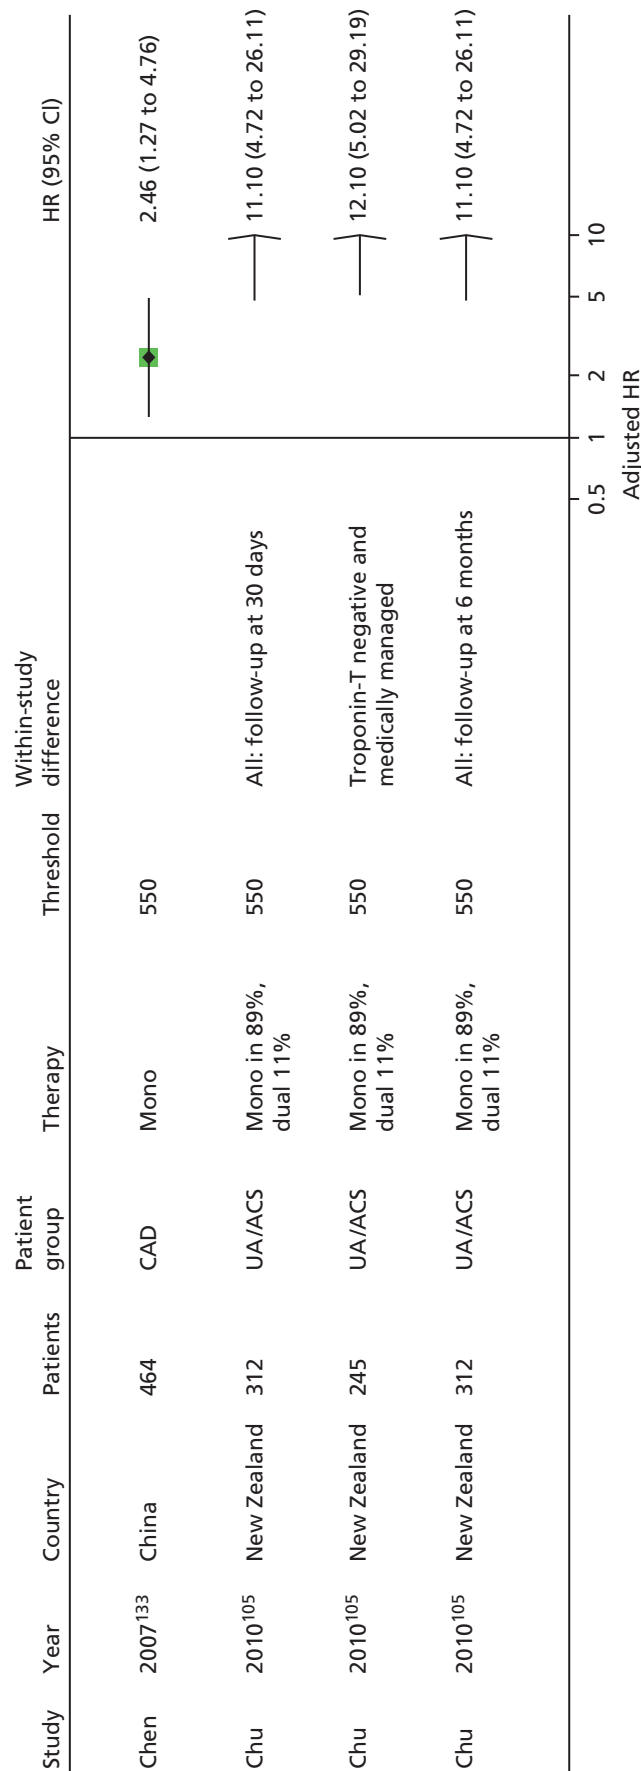 Study Year Country Patients Patient group Therapy Threshold Within-study difference HR (95% CI)
Chen 2007133 China 464 CAD Mono 550 2.46 (1.27 to 4.76)
Chu 2010105 New Zealand 312 UA/ACS Mono in 89%, dual 11% 550 All: follow-up at 30 days 11.10 (4.72 to 26.11)
Chu 2010105 New Zealand 245 UA/ACS Mono in 89%, dual 11% 550 Troponin-T negative and medically managed 12.10 (5.02 to 29.19)
Chu 2010105 New Zealand 312 UA/ACS Mono in 89%, dual 11% 550 All: follow-up at 6 months 11.10 (4.72 to 26.11)
0.5 1 2 5 10
Adjusted HR